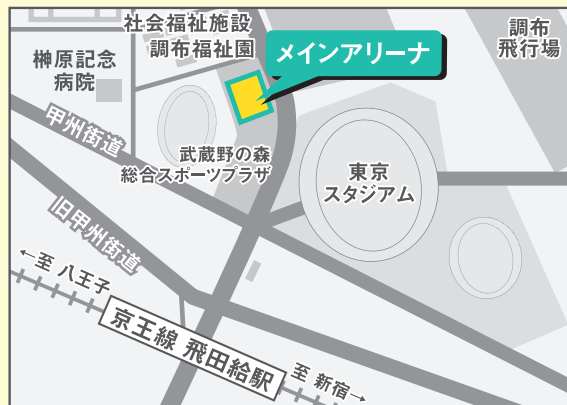 社会福祉施設
調布福祉園
メインアリーナ
調布
飛行場
榊原記念
病院
甲州街道
武蔵野の森
総合スポーツプラザ
東京
スタジアム
旧甲州街道
←至 八王子
京王線 飛田給駅
至 新宿→